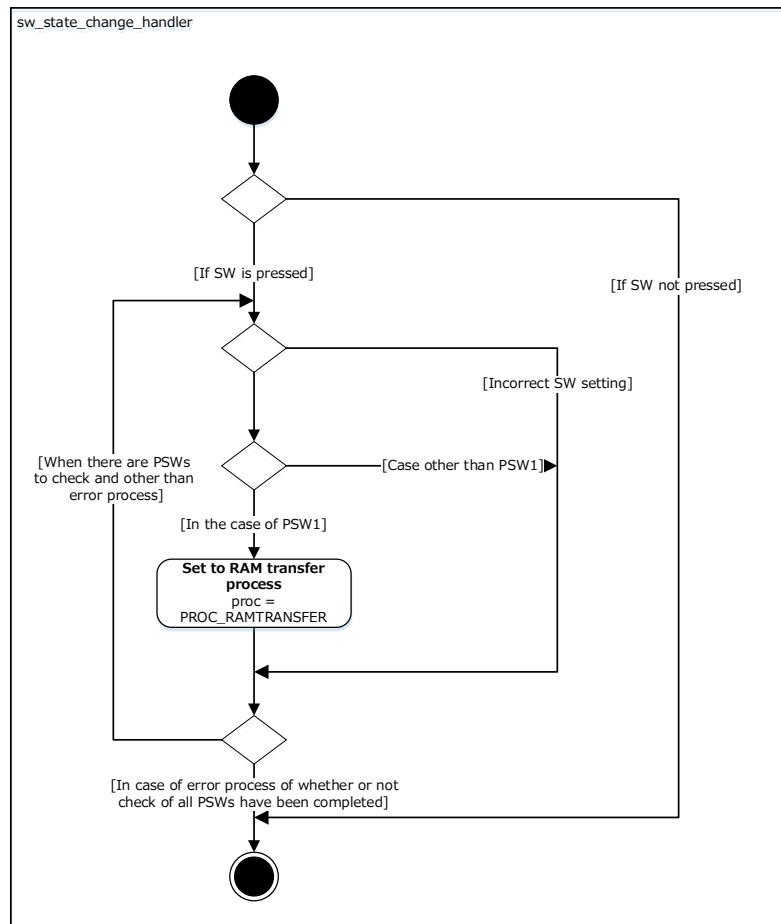 sw_state_change_handler
[If SW is pressed]
[If SW not pressed]
[Incorrect SW setting]
[When there are PSWs
to check and other than
error process]
[Case other than PSW1]
[In the case of PSW1]
Set to RAM transfer
process
proc =
PROC_RAMTRANSFER
[In case of error process of whether or not
check of all PSWs have been completed]